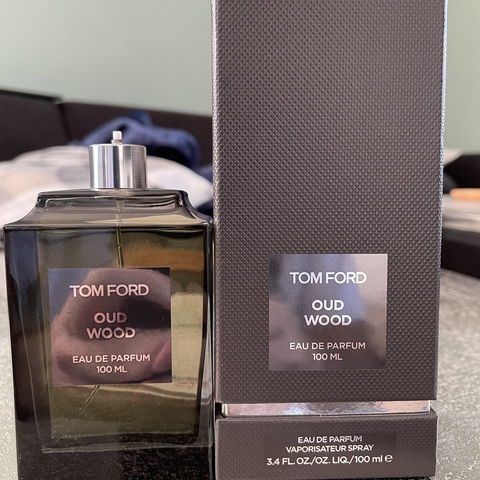 TOM FORD
OUD
WOOD
EAU DE PARFUM
100 ML
TOM FORD
OUD
WOOD
EAU DE PARFUM
100 ML
EAU DE PARFUM
VAPORISATEUR SPRAY
3.4 FL. OZ./OZ. LIQ./100 ml e